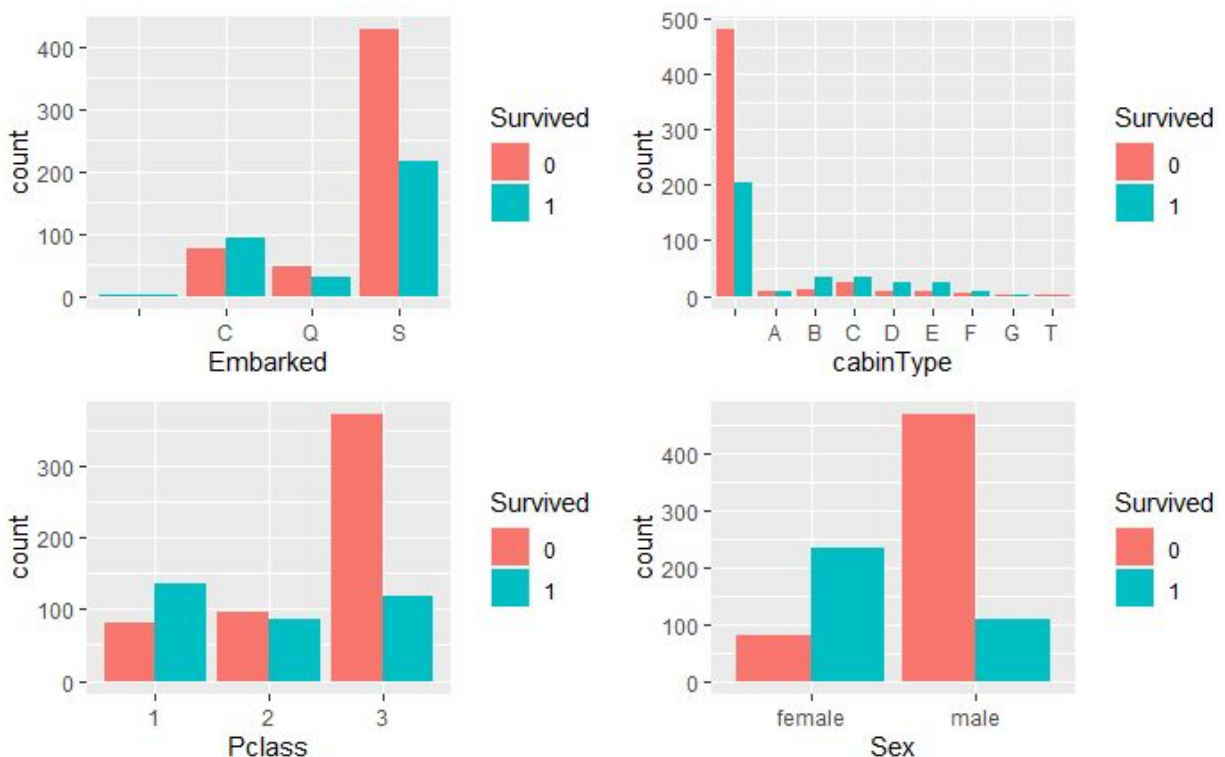 400
300
200
100
0
count
C Q S
Embarked
Survived
0
1
500
400
300
200
100
0
count
A B C D E F G T
cabinType
Survived
0
1
300
200
100
0
count
1 2 3
Pclass
Survived
0
1
400
300
200
100
0
count
female male
Sex
Survived
0
1